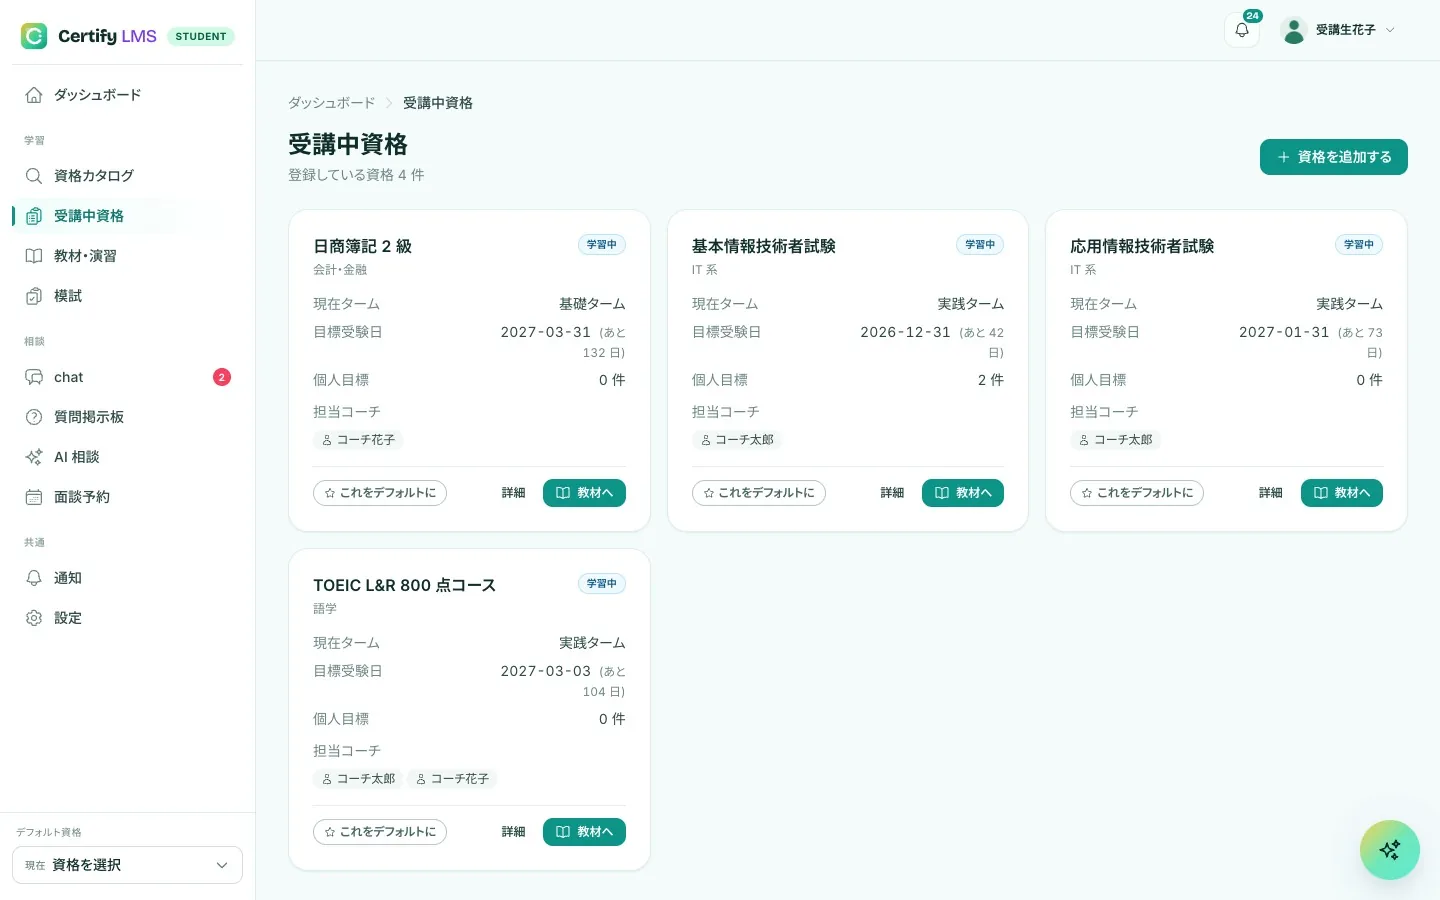 Certify LMS STUDENT
ダッシュボード
学習
資格カタログ
受講中資格
教材・演習
模試
相談
chat 2
質問掲示板
AI 相談
面談予約
共通
通知
設定
デフォルト資格
現在 資格を選択
24
受講生花子
ダッシュボード 受講中資格
受講中資格
登録している資格 4 件
資格を追加する
日商簿記 2 級 学習中
会計・金融
現在ターム 基礎ターム
目標受験日 2027-03-31 (あと
132 日)
個人目標 0 件
担当コーチ
コーチ花子
これをデフォルトに 詳細 教材へ
基本情報技術者試験 学習中
IT 系
現在ターム 実践ターム
目標受験日 2026-12-31 (あと 42
日)
個人目標 2 件
担当コーチ
コーチ太郎
これをデフォルトに 詳細 教材へ
応用情報技術者試験 学習中
IT 系
現在ターム 実践ターム
目標受験日 2027-01-31 (あと 73
日)
個人目標 0 件
担当コーチ
コーチ太郎
これをデフォルトに 詳細 教材へ
TOEIC L&R 800 点コース 学習中
語学
現在ターム 実践ターム
目標受験日 2027-03-03 (あと
104 日)
個人目標 0 件
担当コーチ
コーチ太郎 コーチ花子
これをデフォルトに 詳細 教材へ